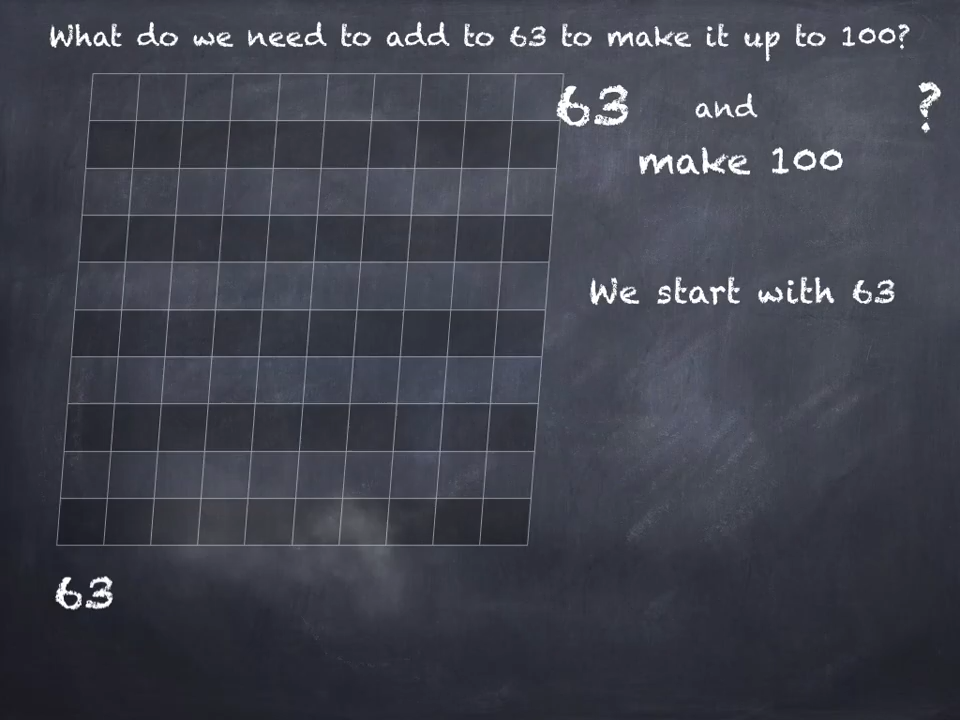 What do we need to add to 63 to make it up to 100?
63 and ?
make 100
We start with 63
63